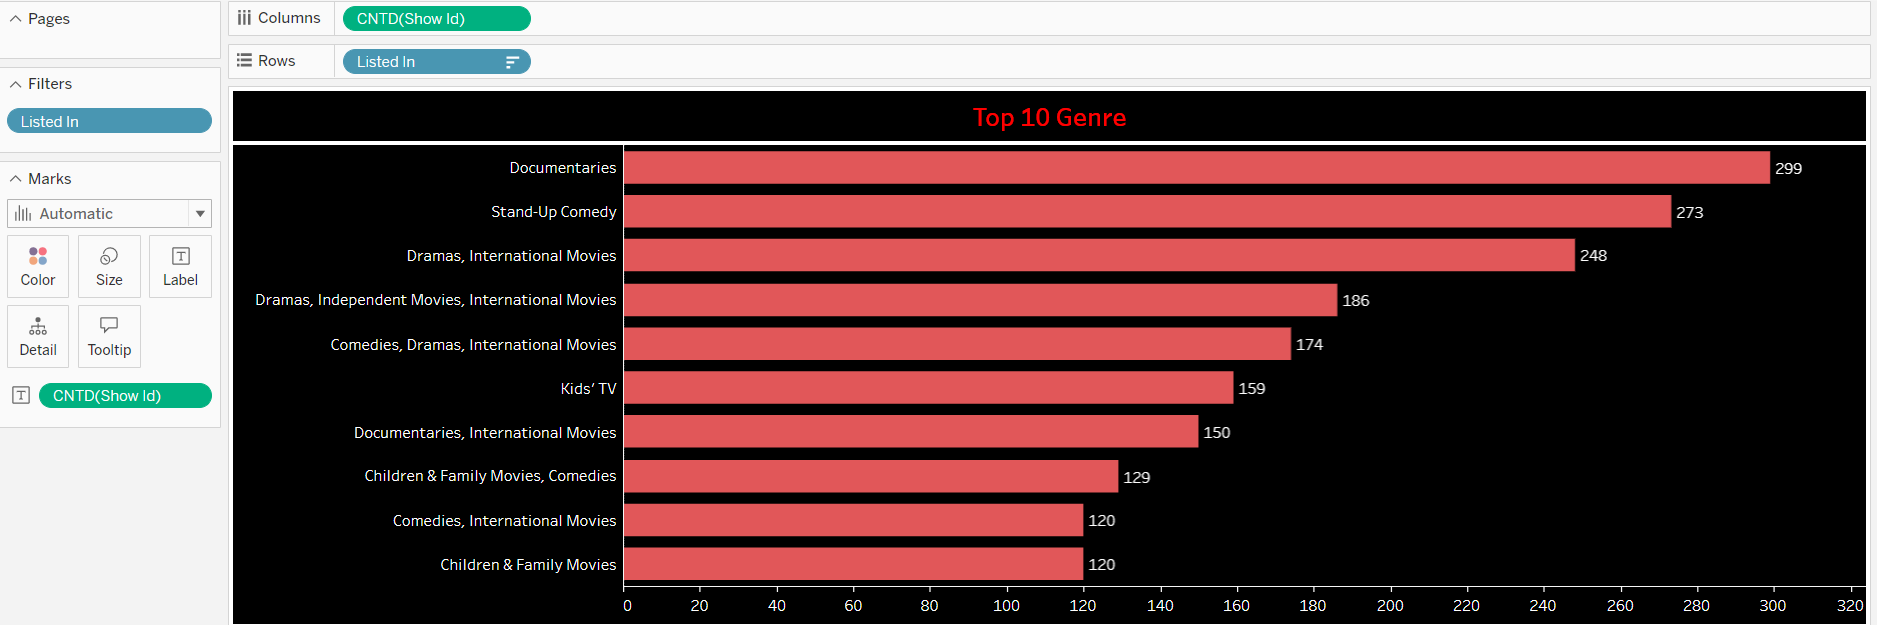 Pages
Columns
CNTD(Show Id)
Rows
Listed In
Filters
Listed In
Marks
Automatic
Color
Size
Label
Detail
Tooltip
CNTD(Show Id)
Top 10 Genre
Documentaries 299
Stand-Up Comedy 273
Dramas, International Movies 248
Dramas, Independent Movies, International Movies 186
Comedies, Dramas, International Movies 174
Kids’ TV 159
Documentaries, International Movies 150
Children & Family Movies, Comedies 129
Comedies, International Movies 120
Children & Family Movies 120
0 20 40 60 80 100 120 140 160 180 200 220 240 260 280 300 320